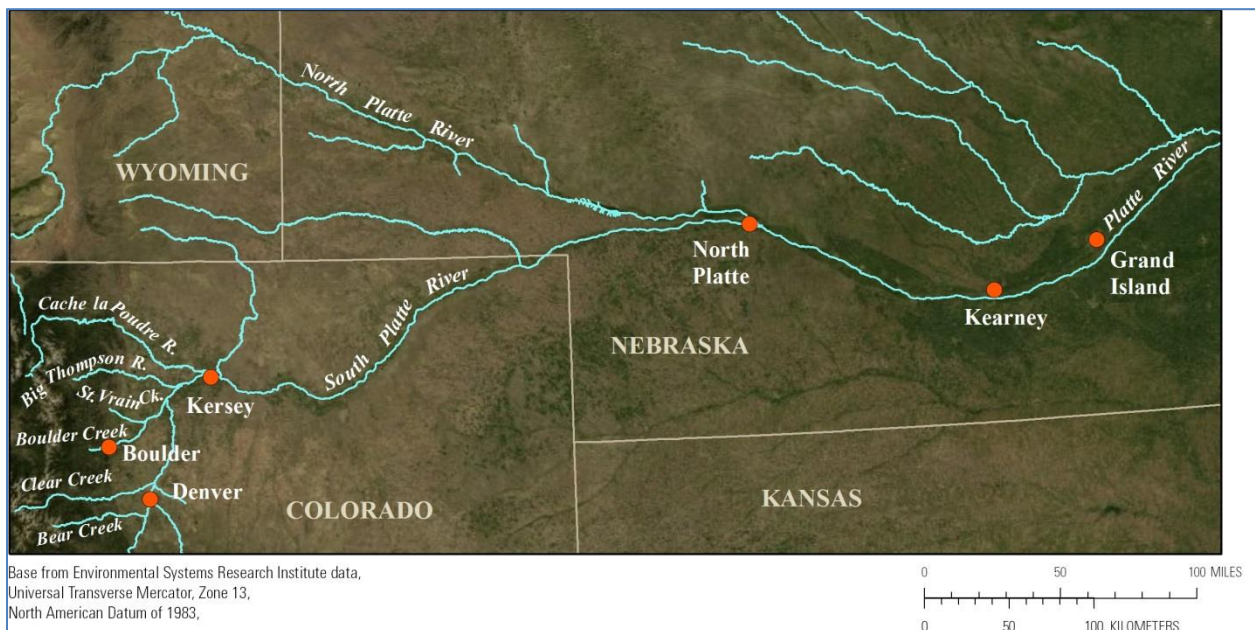 North Platte River
WYOMING
Platte River
North
Platte
Grand
Island
Kearney
NEBRASKA
South Platte River
Cache la Poudre R.
Big Thompson R.
St. Vrain Ck.
Kersey
Boulder Creek
Boulder
Clear Creek
Denver
Bear Creek
COLORADO
KANSAS
Base from Environmental Systems Research Institute data,
Universal Transverse Mercator, Zone 13,
North American Datum of 1983,
0 50 100 MILES
0 50 100 KILOMETERS